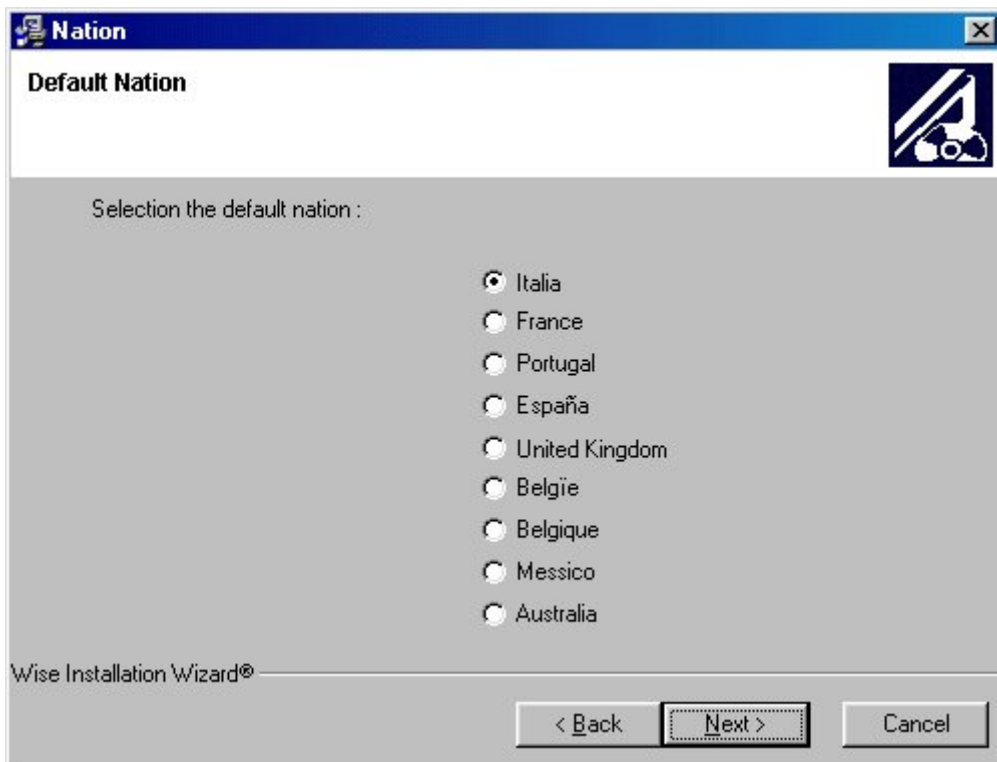 Nation
Default Nation
Selection the default nation :
Italia
France
Portugal
España
United Kingdom
Belgïe
Belgique
Messico
Australia
Wise Installation Wizard®
< Back
Next >
Cancel